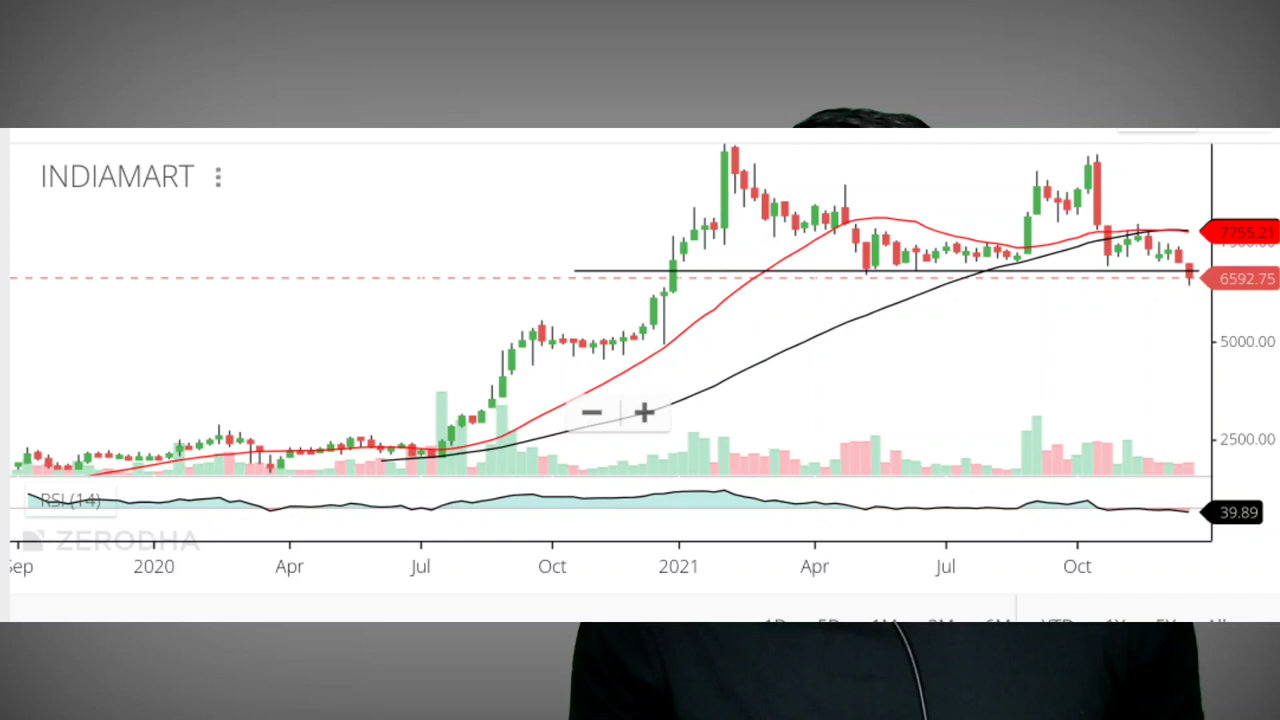 INDIAMART
7755.21
6592.75
5000.00
2500.00
RSI(14)
39.89
ZERODHA
2020 Apr Jul Oct 2021 Apr Jul Oct